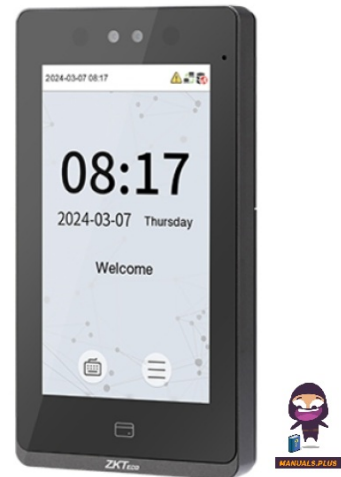 2024-03-07 08:17
08:17
2024-03-07 Thursday
Welcome
ZKTECO
MANUALS.PLUS